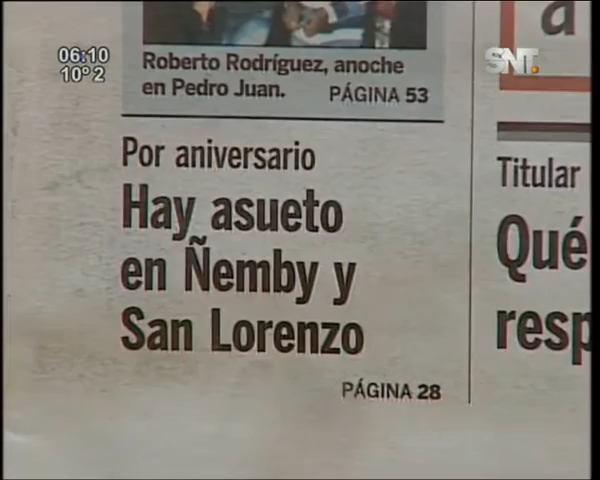 06:10
10° 2
SNT.
a
Roberto Rodríguez, anoche
en Pedro Juan.
PÁGINA 53
Por aniversario
Hay asueto
en Ñemby y
San Lorenzo
PÁGINA 28
Titular
Qué
resp